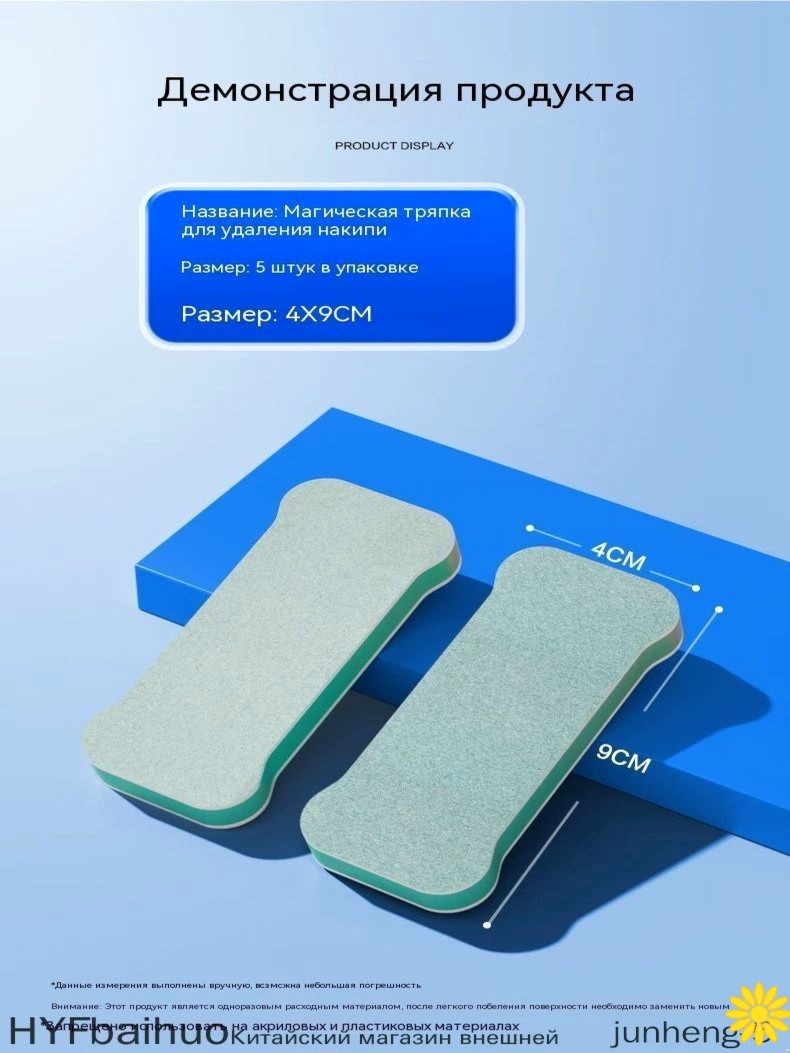 Демонстрация продукта
PRODUCT DISPLAY
Название: Магическая тряпка
для удаления накипи
Размер: 5 штук в упаковке
Размер: 4X9CM
4CM
9CM
*Данные измерения выполнены вручную, возможна небольшая погрешность
Внимание: Этот продукт является одноразовым расходным материалом, после легкого побеления поверхности необходимо заменить новым
*Запрещено использовать на акриловых и пластиковых материалах
HYFbaihuo Китайский магазин внешней
junheng